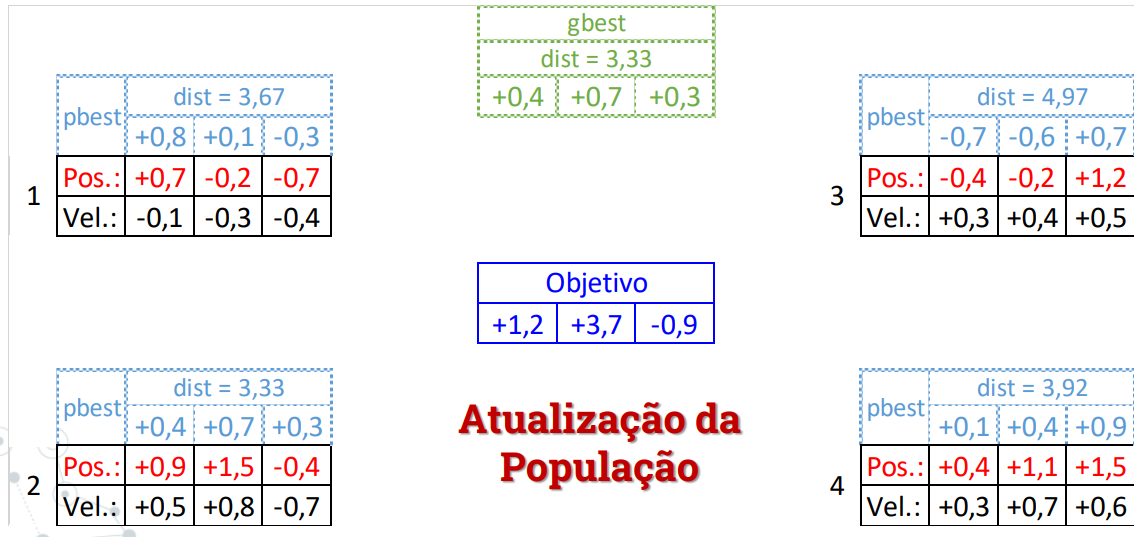 gbest
dist = 3,33
+0,4 +0,7 +0,3
1
pbest
dist = 3,67
+0,8 +0,1 -0,3
Pos.: +0,7 -0,2 -0,7
Vel.: -0,1 -0,3 -0,4
3
pbest
dist = 4,97
-0,7 -0,6 +0,7
Pos.: -0,4 -0,2 +1,2
Vel.: +0,3 +0,4 +0,5
Objetivo
+1,2 +3,7 -0,9
2
pbest
dist = 3,33
+0,4 +0,7 +0,3
Pos.: +0,9 +1,5 -0,4
Vel.: +0,5 +0,8 -0,7
Atualização da
População
4
pbest
dist = 3,92
+0,1 +0,4 +0,9
Pos.: +0,4 +1,1 +1,5
Vel.: +0,3 +0,7 +0,6